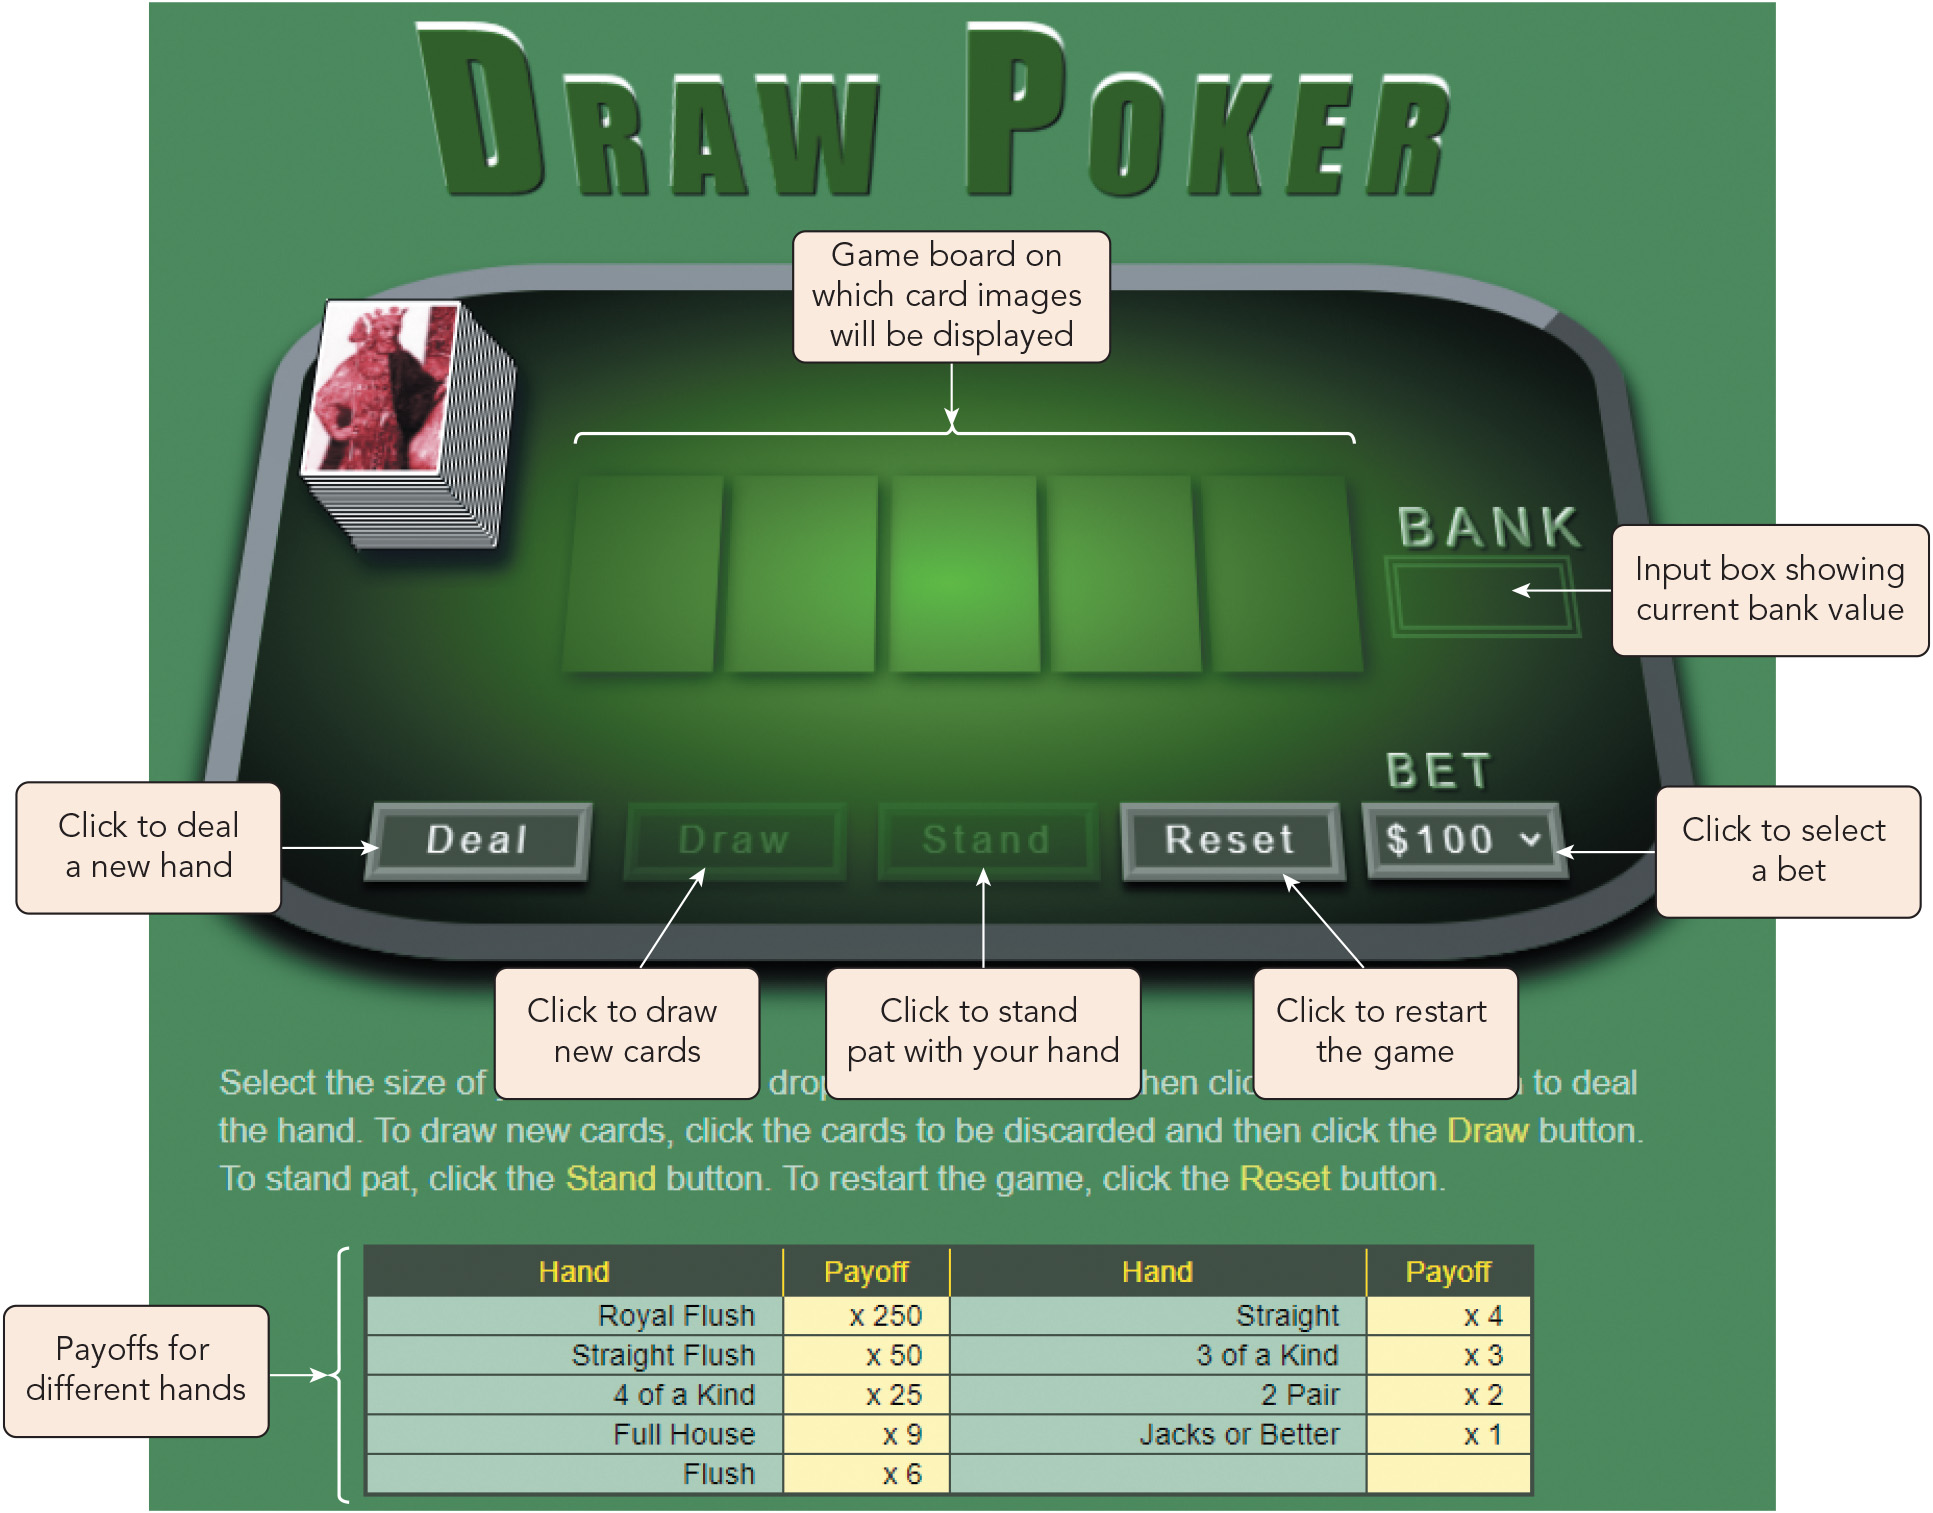 DRAW POKER
Game board on
which card images
will be displayed
BANK
Input box showing
current bank value
BET
Click to deal
a new hand
Deal
Draw
Stand
Reset
$100
Click to select
a bet
Click to draw
new cards
Click to stand
pat with your hand
Click to restart
the game
Select the size of to deal
the hand. To draw new cards, click the cards to be discarded and then click the Draw button.
To stand pat, click the Stand button. To restart the game, click the Reset button.
Payoffs for
different hands
Hand Payoff Hand Payoff
Royal Flush x 250 Straight x 4
Straight Flush x 50 3 of a Kind x 3
4 of a Kind x 25 2 Pair x 2
Full House x 9 Jacks or Better x 1
Flush x 6